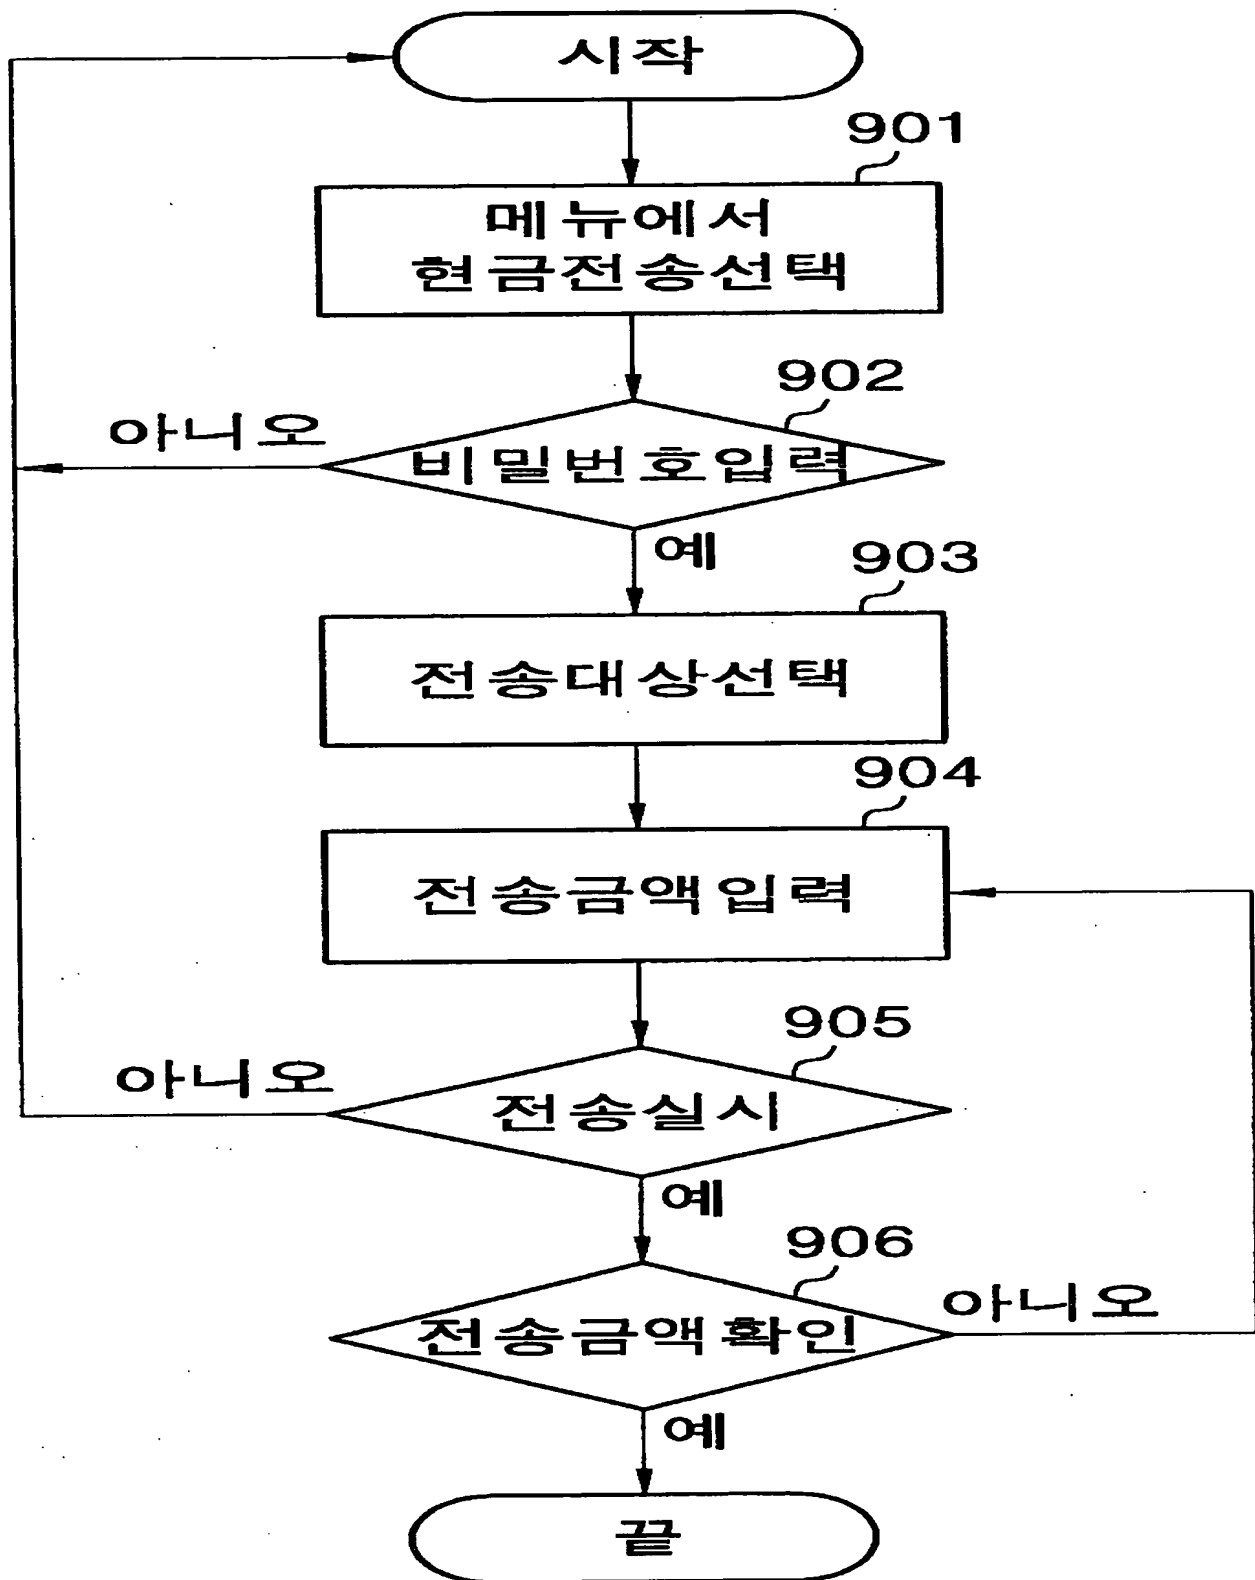 시작
901
메뉴에서
현금전송선택
902
아니오
비밀번호입력
예
903
전송대상선택
904
전송금액입력
905
아니오
전송실시
예
906
아니오
전송금액확인
예
끝